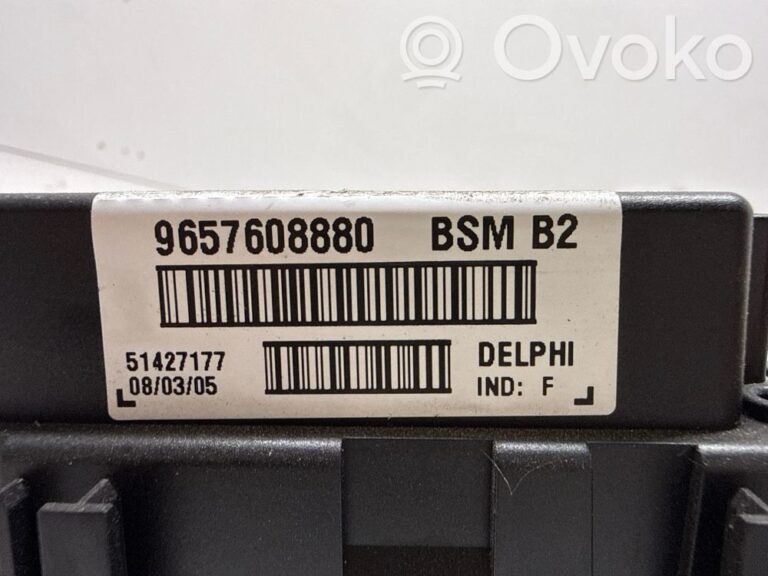 Ovoko
9657608880 BSM B2
51427177 DELPHI
08/03/05 IND: F